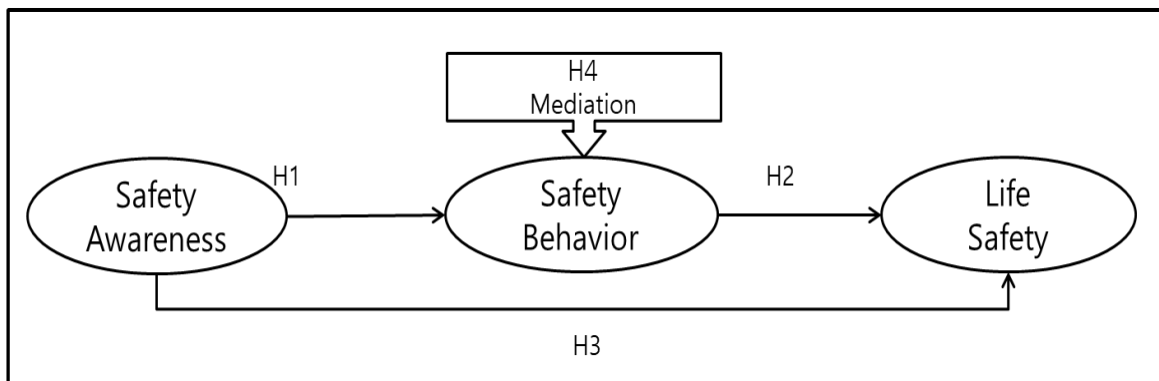 H4
Mediation
H1
H2
Safety
Awareness
Safety
Behavior
Life
Safety
H3